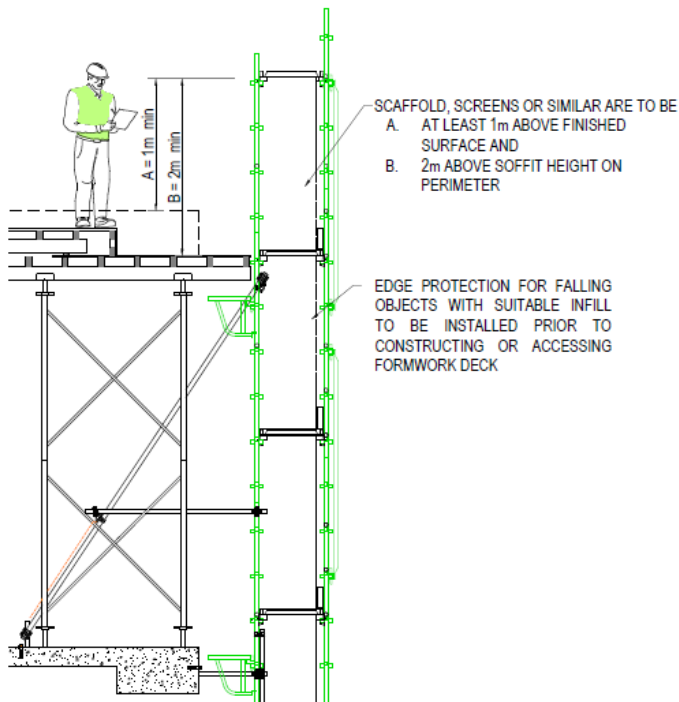 A = 1m min
B = 2m min
SCAFFOLD, SCREENS OR SIMILAR ARE TO BE
A. AT LEAST 1m ABOVE FINISHED
SURFACE AND
B. 2m ABOVE SOFFIT HEIGHT ON
PERIMETER
EDGE PROTECTION FOR FALLING
OBJECTS WITH SUITABLE INFILL
TO BE INSTALLED PRIOR TO
CONSTRUCTING OR ACCESSING
FORMWORK DECK